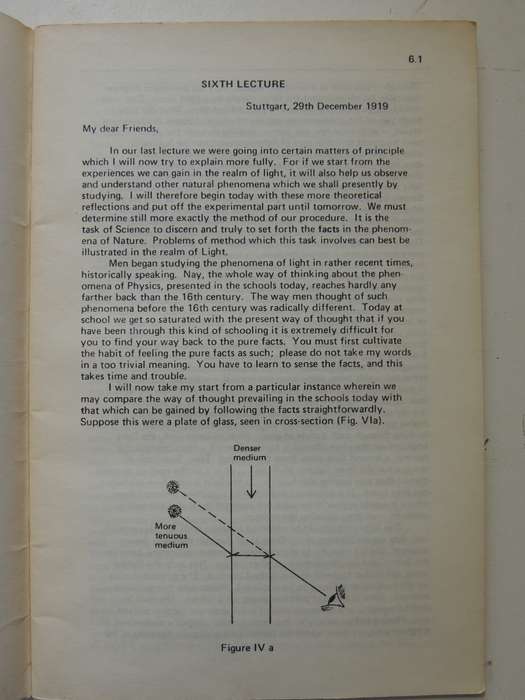 6.1
SIXTH LECTURE
Stuttgart, 29th December 1919
My dear Friends,
In our last lecture we were going into certain matters of principle
which I will now try to explain more fully. For if we start from the
experiences we can gain in the realm of light, it will also help us observe
and understand other natural phenomena which we shall presently by
studying. I will therefore begin today with these more theoretical
reflections and put off the experimental part until tomorrow. We must
determine still more exactly the method of our procedure. It is the
task of Science to discern and truly to set forth the facts in the phenom-
ena of Nature. Problems of method which this task involves can best be
illustrated in the realm of Light.
Men began studying the phenomena of light in rather recent times,
historically speaking. Nay, the whole way of thinking about the phen-
omena of Physics, presented in the schools today, reaches hardly any
farther back than the 16th century. The way men thought of such
phenomena before the 16th century was radically different. Today at
school we get so saturated with the present way of thought that if you
have been through this kind of schooling it is extremely difficult for
you to find your way back to the pure facts. You must first cultivate
the habit of feeling the pure facts as such; please do not take my words
in a too trivial meaning. You have to learn to sense the facts, and this
takes time and trouble.
I will now take my start from a particular instance wherein we
may compare the way of thought prevailing in the schools today with
that which can be gained by following the facts straightforwardly.
Suppose this were a plate of glass, seen in cross-section (Fig. VIa).
Denser
medium
More
tenuous
medium
Figure IV a